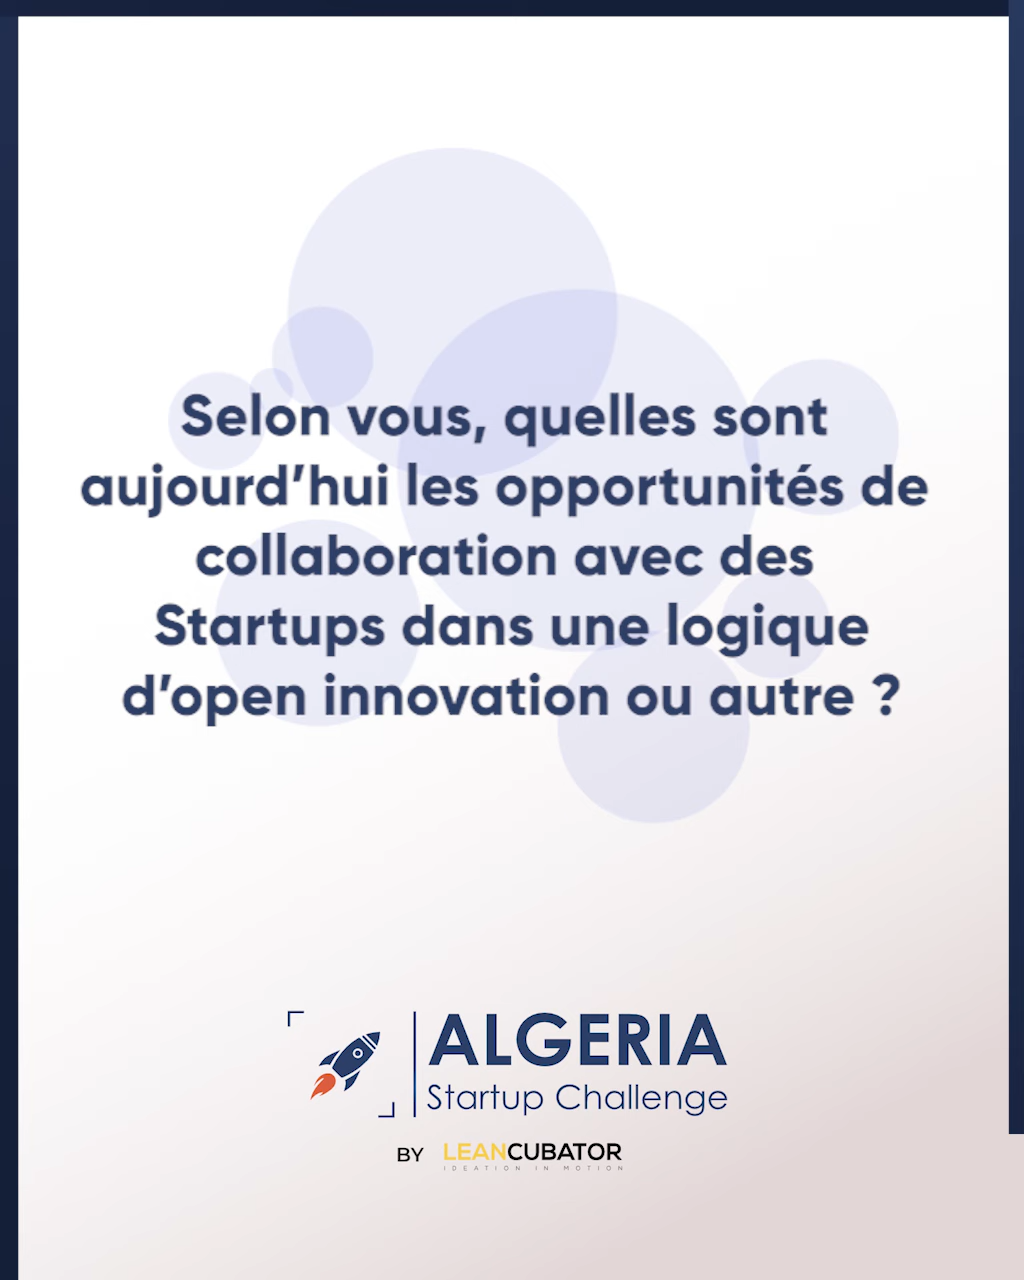 Selon vous, quelles sont
aujourd’hui les opportunités de
collaboration avec des
Startups dans une logique
d’open innovation ou autre ?
ALGERIA
Startup Challenge
BY LEANCUBATOR
IDEATION IN MOTION